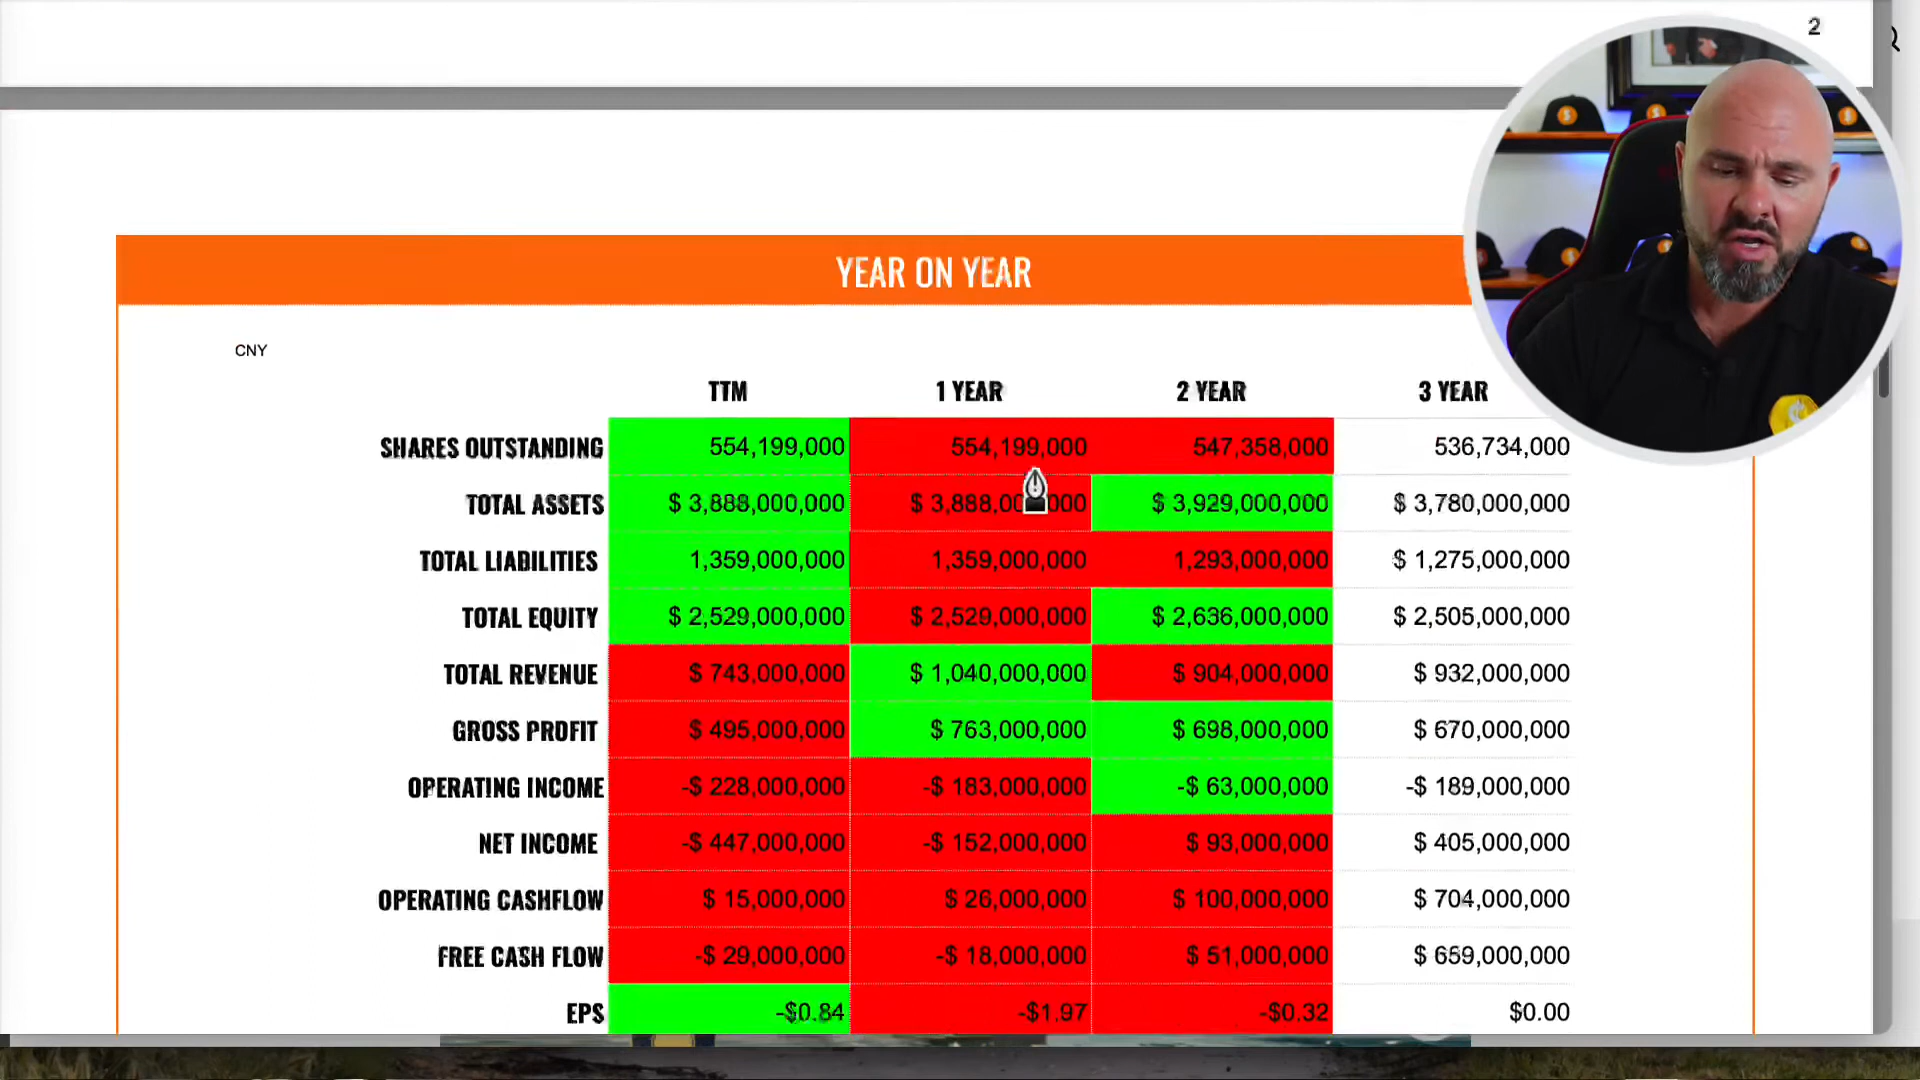 2
YEAR ON YEAR
CNY
TTM 1 YEAR 2 YEAR 3 YEAR
SHARES OUTSTANDING 554,199,000 554,199,000 547,358,000 536,734,000
TOTAL ASSETS $ 3,888,000,000 $ 3,888,00 000 $ 3,929,000,000 $ 3,780,000,000
TOTAL LIABILITIES 1,359,000,000 1,359,000,000 1,293,000,000 $ 1,275,000,000
TOTAL EQUITY $ 2,529,000,000 $ 2,529,000,000 $ 2,636,000,000 $ 2,505,000,000
TOTAL REVENUE $ 743,000,000 $ 1,040,000,000 $ 904,000,000 $ 932,000,000
GROSS PROFIT $ 495,000,000 $ 763,000,000 $ 698,000,000 $ 670,000,000
OPERATING INCOME -$ 228,000,000 -$ 183,000,000 -$ 63,000,000 -$ 189,000,000
NET INCOME -$ 447,000,000 -$ 152,000,000 $ 93,000,000 $ 405,000,000
OPERATING CASHFLOW $ 15,000,000 $ 26,000,000 $ 100,000,000 $ 704,000,000
FREE CASH FLOW -$ 29,000,000 -$ 18,000,000 $ 51,000,000 $ 659,000,000
EPS -$0.84 -$1.97 -$0.32 $0.00